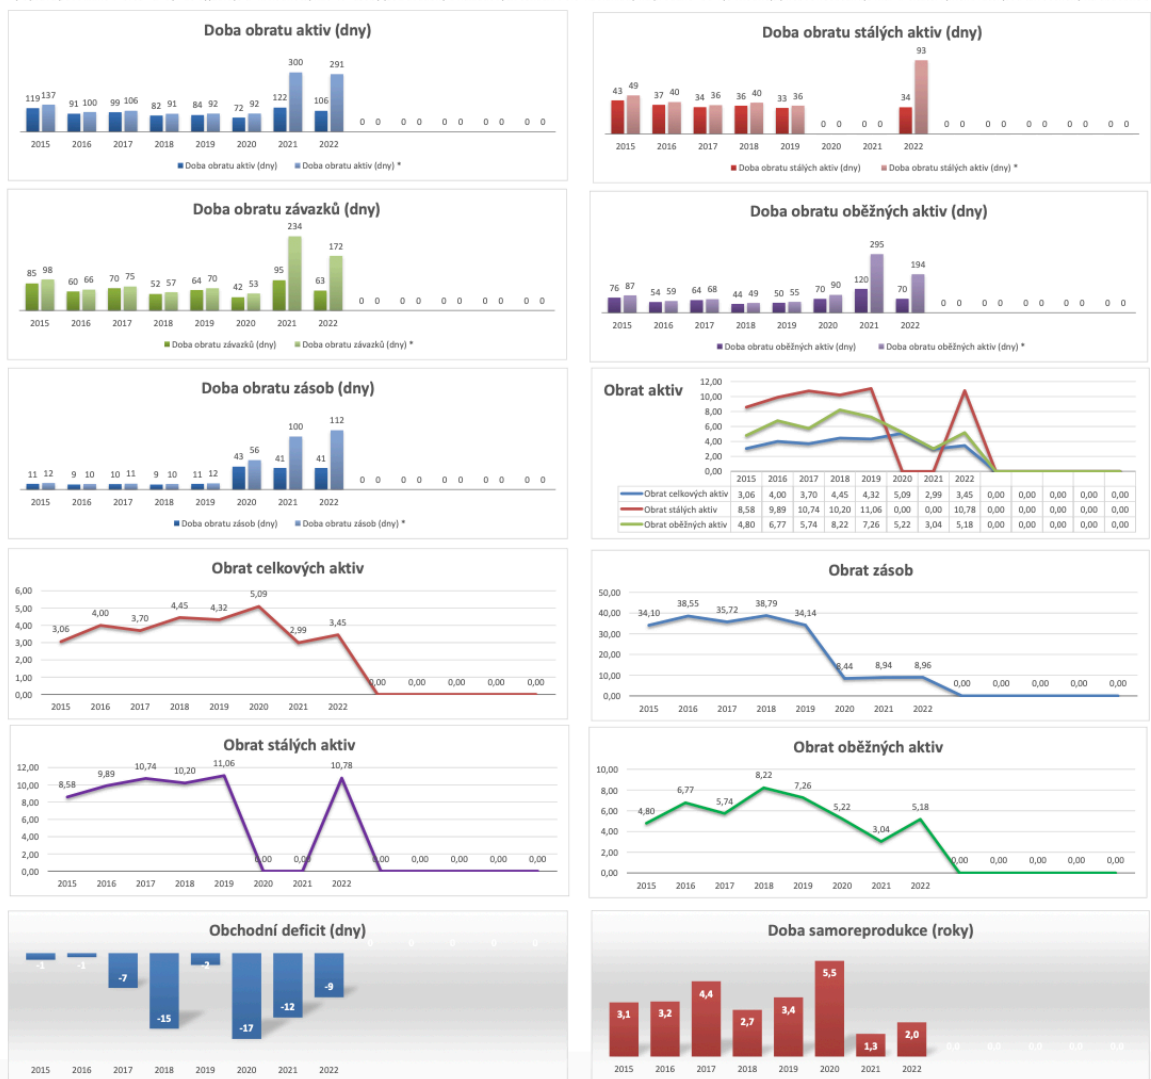 Doba obratu aktiv (dny)
119 137 91 100 99 106 82 91 84 92 72 92 122 300 106 291 0 0 0 0 0 0 0 0 0 0
2015 2016 2017 2018 2019 2020 2021 2022
Doba obratu aktiv (dny) Doba obratu aktiv (dny) *
Doba obratu stálých aktiv (dny)
43 49 37 40 34 36 36 40 33 36 0 0 0 0 34 93 0 0 0 0 0 0 0 0 0 0
2015 2016 2017 2018 2019 2020 2021 2022
Doba obratu stálých aktiv (dny) Doba obratu stálých aktiv (dny) *
Doba obratu závazků (dny)
85 98 60 66 70 75 52 57 64 70 42 53 95 234 63 172 0 0 0 0 0 0 0 0 0 0
2015 2016 2017 2018 2019 2020 2021 2022
Doba obratu závazků (dny) Doba obratu závazků (dny) *
Doba obratu oběžných aktiv (dny)
76 87 54 59 64 68 44 49 50 55 70 90 120 295 70 194 0 0 0 0 0 0 0 0 0 0
2015 2016 2017 2018 2019 2020 2021 2022
Doba obratu oběžných aktiv (dny) Doba obratu oběžných aktiv (dny) *
Doba obratu zásob (dny)
11 12 9 10 10 11 9 10 11 12 43 56 41 100 41 112 0 0 0 0 0 0 0 0 0 0
2015 2016 2017 2018 2019 2020 2021 2022
Doba obratu zásob (dny) Doba obratu zásob (dny) *
Obrat aktiv
12,00
10,00
8,00
6,00
4,00
2,00
0,00
2015 2016 2017 2018 2019 2020 2021 2022
Obrat celkových aktiv 3,06 4,00 3,70 4,45 4,32 5,09 2,99 3,45 0,00 0,00 0,00 0,00 0,00
Obrat stálých aktiv 8,58 9,89 10,74 10,20 11,06 0,00 0,00 10,78 0,00 0,00 0,00 0,00 0,00
Obrat oběžných aktiv 4,80 6,77 5,74 8,22 7,26 5,22 3,04 5,18 0,00 0,00 0,00 0,00 0,00
Obrat celkových aktiv
6,00
5,00
4,00
3,00
2,00
1,00
0,00
3,06 4,00 3,70 4,45 4,32 5,09 2,99 3,45 0,00 0,00 0,00 0,00 0,00
2015 2016 2017 2018 2019 2020 2021 2022
Obrat zásob
50,00
40,00
30,00
20,00
10,00
0,00
34,10 38,55 35,72 38,79 34,14 8,44 8,94 8,96 0,00 0,00 0,00 0,00 0,00
2015 2016 2017 2018 2019 2020 2021 2022
Obrat stálých aktiv
12,00
10,00
8,00
6,00
4,00
2,00
0,00
8,58 9,89 10,74 10,20 11,06 0,00 0,00 10,78 0,00 0,00 0,00 0,00 0,00
2015 2016 2017 2018 2019 2020 2021 2022
Obrat oběžných aktiv
10,00
8,00
6,00
4,00
2,00
0,00
4,80 6,77 5,74 8,22 7,26 5,22 3,04 5,18 0,00 0,00 0,00 0,00 0,00
2015 2016 2017 2018 2019 2020 2021 2022
Obchodní deficit (dny)
-1 -1 -7 -15 -2 -17 -12 -9 0 0 0 0 0
2015 2016 2017 2018 2019 2020 2021 2022
Doba samoreprodukce (roky)
3,1 3,2 4,4 2,7 3,4 5,5 1,3 2,0 0,0 0,0 0,0 0,0 0,0
2015 2016 2017 2018 2019 2020 2021 2022